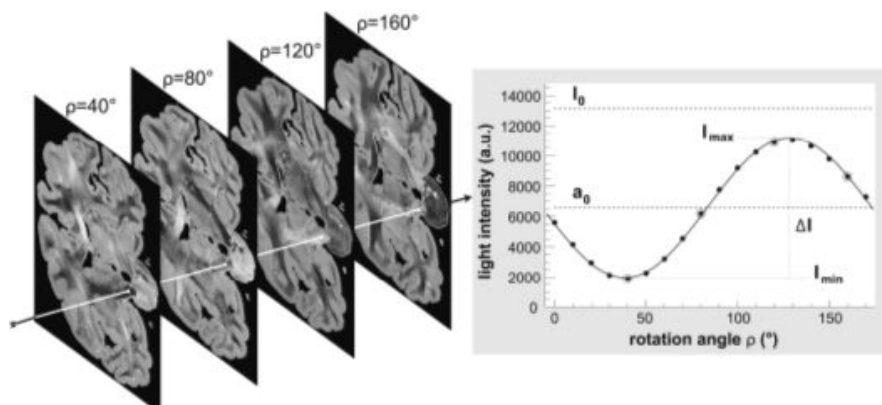 ρ=40°
ρ=80°
ρ=120°
ρ=160°
light intensity (a.u.)
14000
12000
10000
8000
6000
4000
2000
0
I₀
Iₘₐₓ
a₀
ΔI
Iₘᵢₙ
0
50
100
150
rotation angle ρ (°)